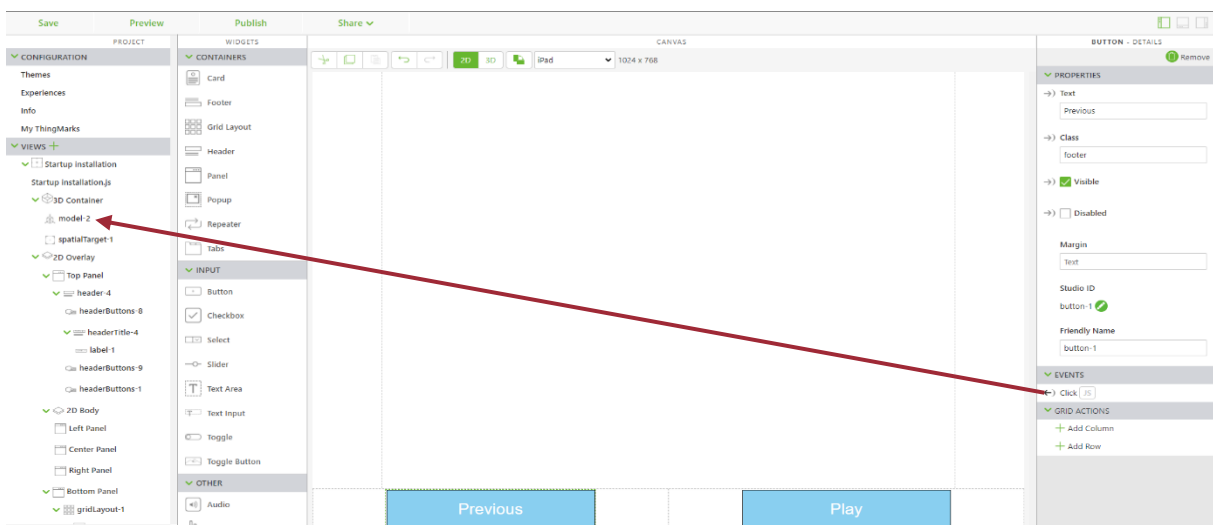 Save Preview Publish Share
PROJECT
CONFIGURATION
Themes
Experiences
Info
My ThingMarks
VIEWS
Startup Installation
Startup Installation.js
3D Container
model-2
spatialTarget-1
2D Overlay
Top Panel
header-4
headerButtons-8
headerTitle-4
label-1
headerButtons-9
headerButtons-1
2D Body
Left Panel
Center Panel
Right Panel
Bottom Panel
gridLayout-1
WIDGETS
CONTAINERS
Card
Footer
Grid Layout
Header
Panel
Popup
Repeater
Tabs
INPUT
Button
Checkbox
Select
Slider
Text Area
Text Input
Toggle
Toggle Button
OTHER
Audio
CANVAS
2D 3D iPad 1024 x 768
Previous Play
BUTTON - DETAILS
Remove
PROPERTIES
Text
Previous
Class
footer
Visible
Disabled
Margin
Text
Studio ID
button-1
Friendly Name
button-1
EVENTS
Click JS
GRID ACTIONS
Add Column
Add Row